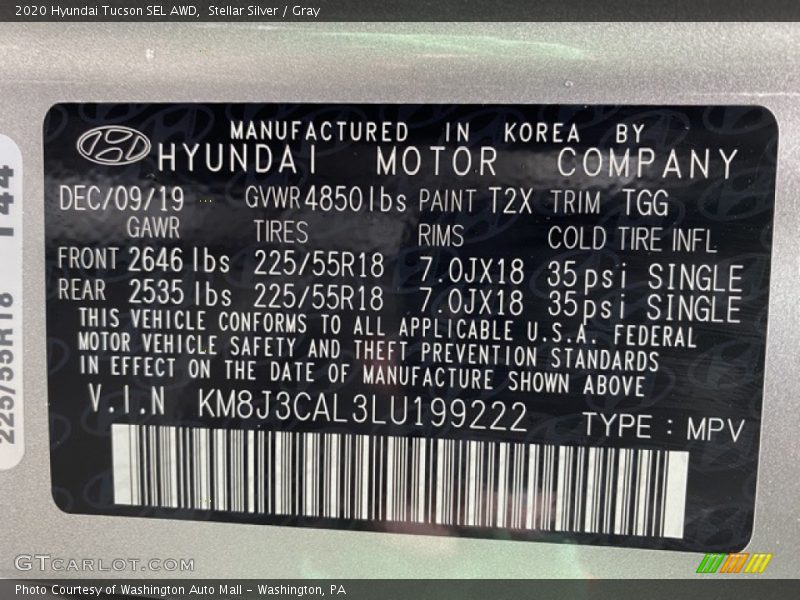 2020 Hyundai Tucson SEL AWD, Stellar Silver / Gray
MANUFACTURED IN KOREA BY
HYUNDAI MOTOR COMPANY
DEC/09/19 GVWR 4850lbs PAINT T2X TRIM TGG
GAWR TIRES RIMS COLD TIRE INFL
FRONT 2646 lbs 225/55R18 7.0JX18 35psi SINGLE
REAR 2535 lbs 225/55R18 7.0JX18 35psi SINGLE
THIS VEHICLE CONFORMS TO ALL APPLICABLE U.S.A. FEDERAL
MOTOR VEHICLE SAFETY AND THEFT PREVENTION STANDARDS
IN EFFECT ON THE DATE OF MANUFACTURE SHOWN ABOVE
V.I.N KM8J3CAL3LU199222 TYPE : MPV
225/55R18 144
GTCARLOT.COM
Photo Courtesy of Washington Auto Mall - Washington, PA